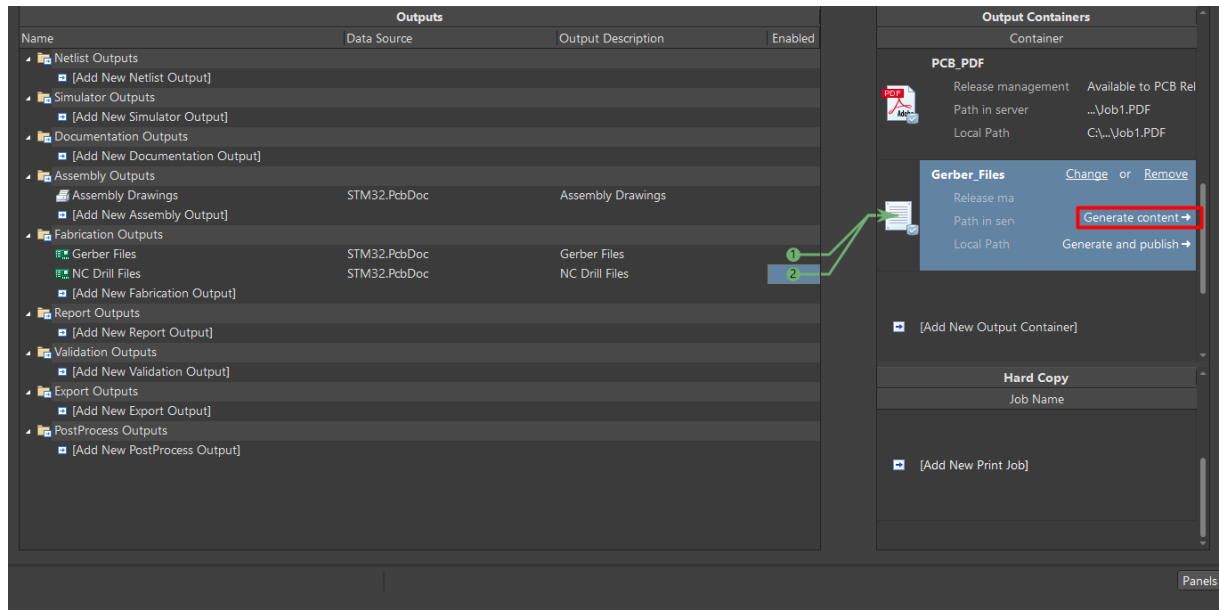 Outputs
Name Data Source Output Description Enabled
Netlist Outputs
[Add New Netlist Output]
Simulator Outputs
[Add New Simulator Output]
Documentation Outputs
[Add New Documentation Output]
Assembly Outputs
Assembly Drawings STM32.PcbDoc Assembly Drawings
[Add New Assembly Output]
Fabrication Outputs
Gerber Files STM32.PcbDoc Gerber Files 1
NC Drill Files STM32.PcbDoc NC Drill Files 2
[Add New Fabrication Output]
Report Outputs
[Add New Report Output]
Validation Outputs
[Add New Validation Output]
Export Outputs
[Add New Export Output]
PostProcess Outputs
[Add New PostProcess Output]
Output Containers
Container
PCB_PDF
PDF
Adobe
Release management Available to PCB Rel
Path in server ...\Job1.PDF
Local Path C:\...\Job1.PDF
Gerber_Files Change or Remove
Release ma
Path in ser Generate content →
Local Path Generate and publish →
[Add New Output Container]
Hard Copy
Job Name
[Add New Print Job]
Panels